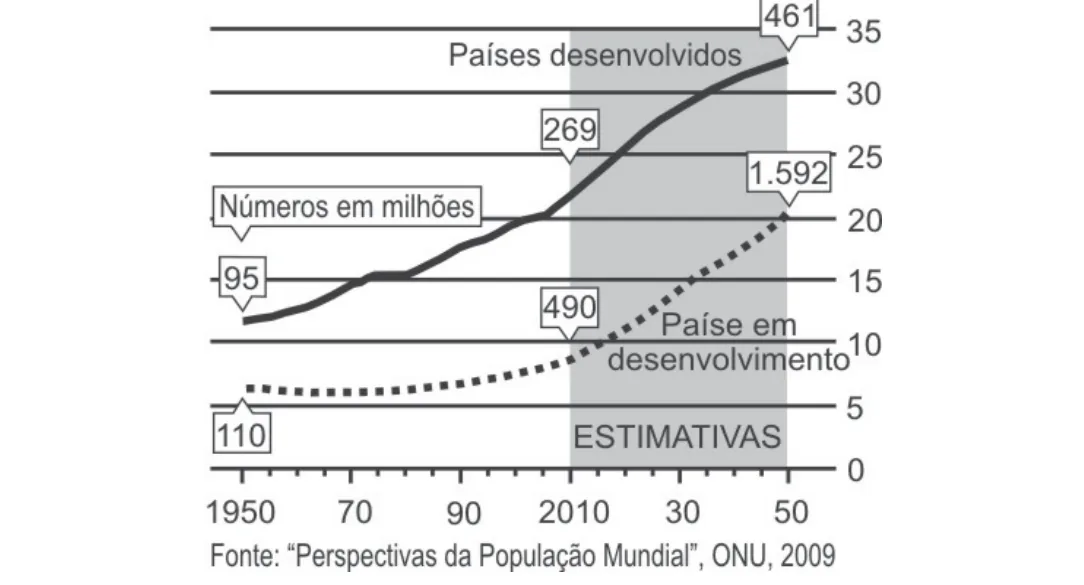 461
35
Países desenvolvidos
30
269
25
1.592
Números em milhões
20
95
15
490
Paíse em
10
desenvolvimento
5
110
ESTIMATIVAS
0
1950 70 90 2010 30 50
Fonte: “Perspectivas da População Mundial”, ONU, 2009